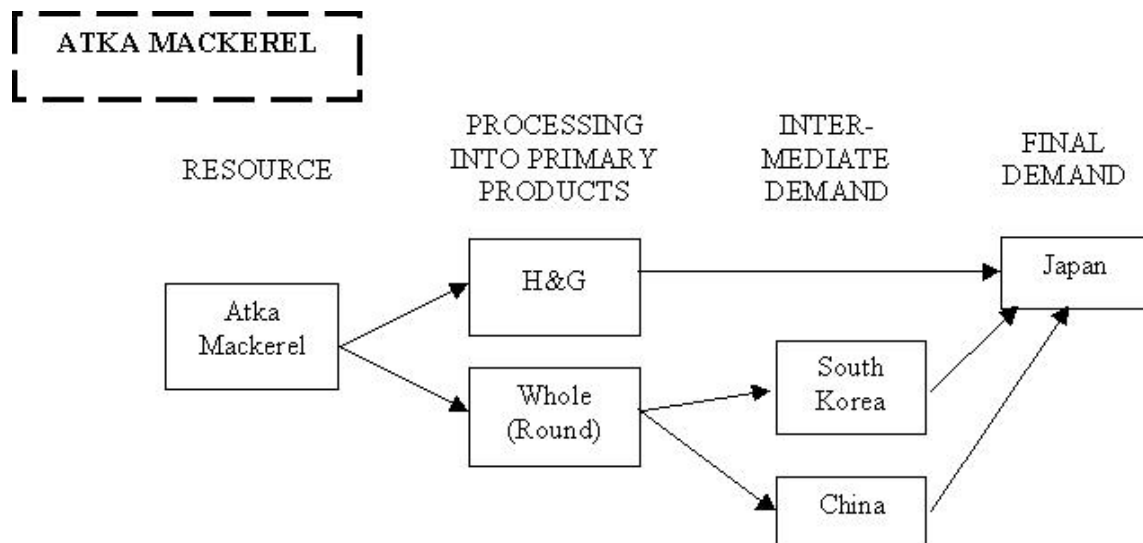 ATKA MACKEREL
RESOURCE
PROCESSING
INTO PRIMARY
PRODUCTS
INTER-
MEDIATE
DEMAND
FINAL
DEMAND
Atka
Mackerel
H&G
Whole
(Round)
South
Korea
China
Japan